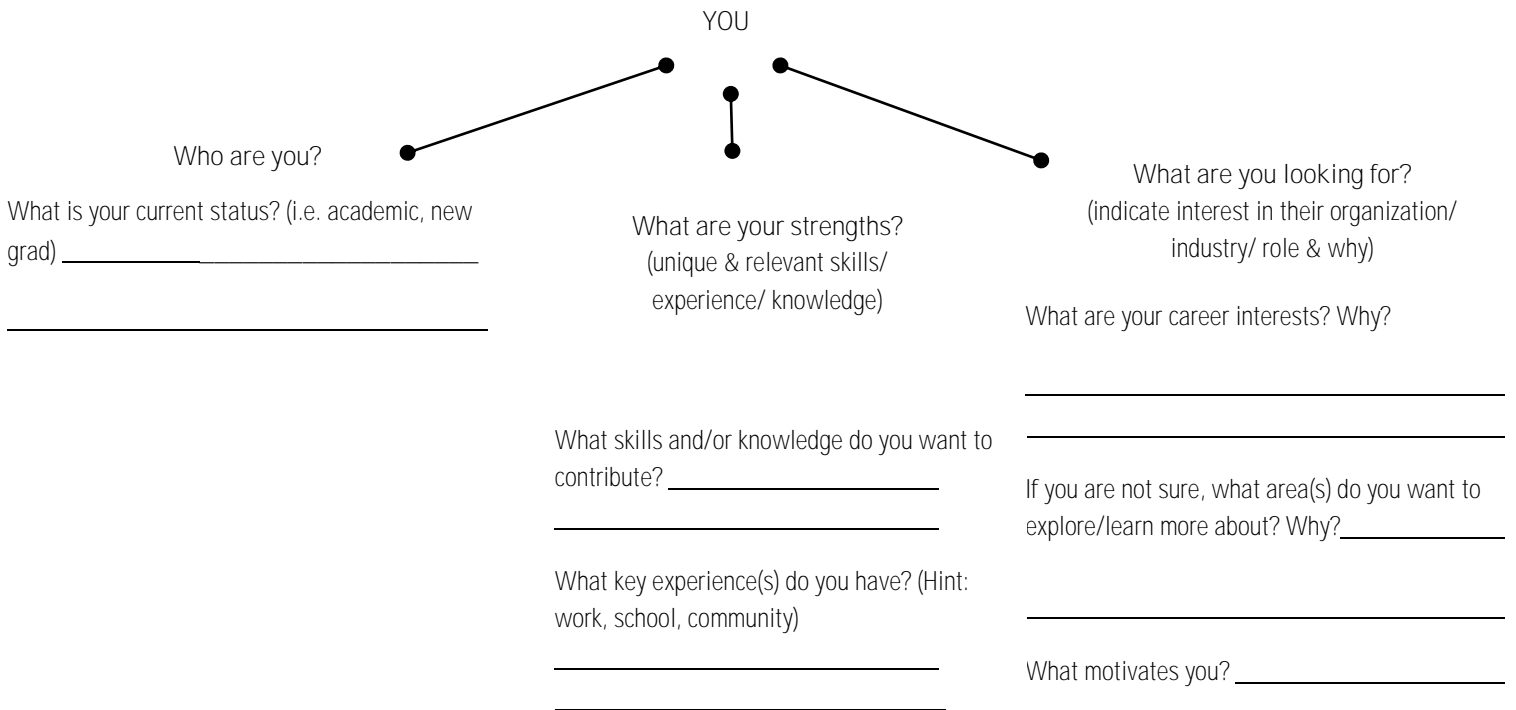 YOU
Who are you?
What is your current status? (i.e. academic, new
grad) ______________________________
What are your strengths?
(unique & relevant skills/
experience/ knowledge)
What skills and/or knowledge do you want to
contribute?
What key experience(s) do you have? (Hint:
work, school, community)
What are you looking for?
(indicate interest in their organization/
industry/ role & why)
What are your career interests? Why?
If you are not sure, what area(s) do you want to
explore/learn more about? Why?
What motivates you?